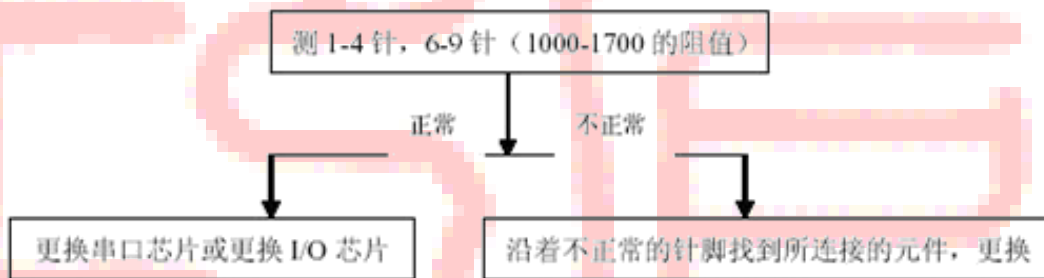 测 1-4 针，6-9 针（1000-1700 的阻值）
正常
不正常
更换串口芯片或更换 I/O 芯片
沿着不正常的针脚找到所连接的元件，更换